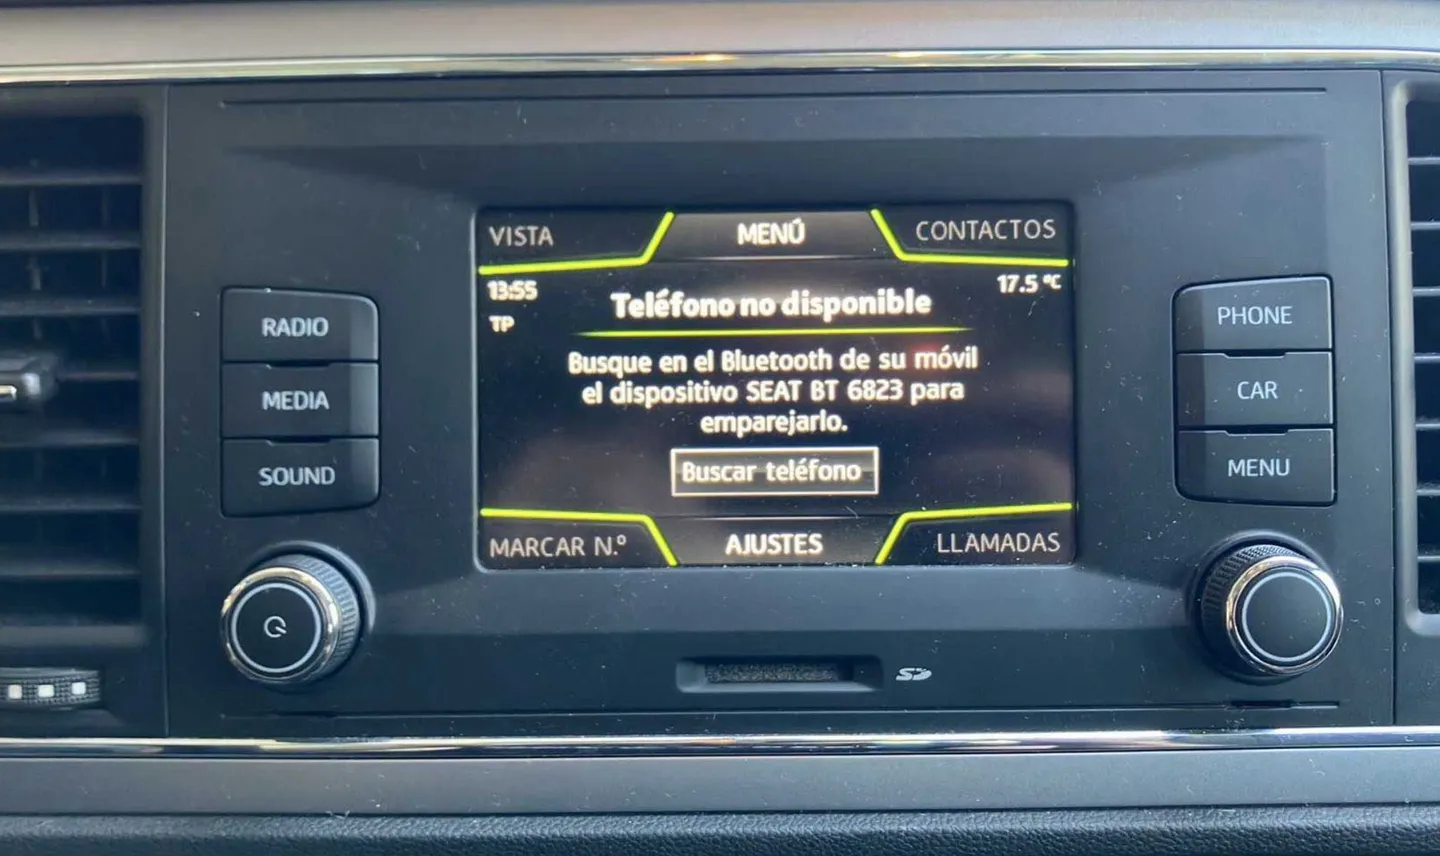 VISTA
MENÚ
CONTACTOS
13:55
17.5 °C
TP
Teléfono no disponible
Busque en el Bluetooth de su móvil
el dispositivo SEAT BT 6823 para
emparejarlo.
Buscar teléfono
MARCAR N.º
AJUSTES
LLAMADAS
RADIO
MEDIA
SOUND
PHONE
CAR
MENU
SD